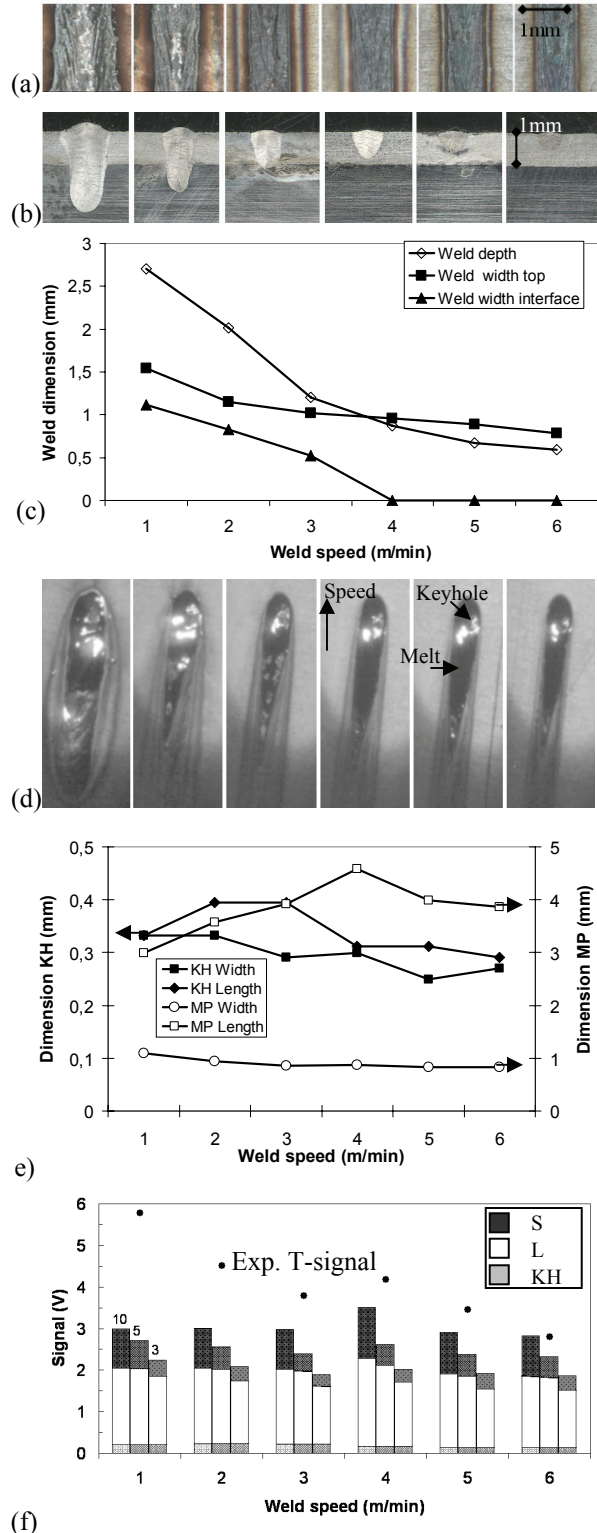 1mm
(a)
1mm
(b)
3
2,5
2
1,5
1
0,5
0
Weld dimension (mm)
Weld depth
Weld width top
Weld width interface
1 2 3 4 5 6
Weld speed (m/min)
(c)
Speed
Keyhole
Melt
(d)
0,5
0,4
0,3
0,2
0,1
0
Dimension KH (mm)
KH Width
KH Length
MP Width
MP Length
5
4
3
2
1
0
Dimension MP (mm)
1 2 3 4 5 6
Weld speed (m/min)
e)
6
5
4
3
2
1
0
Signal (V)
Exp. T-signal
S
L
KH
10
5
3
1 2 3 4 5 6
Weld speed (m/min)
(f)